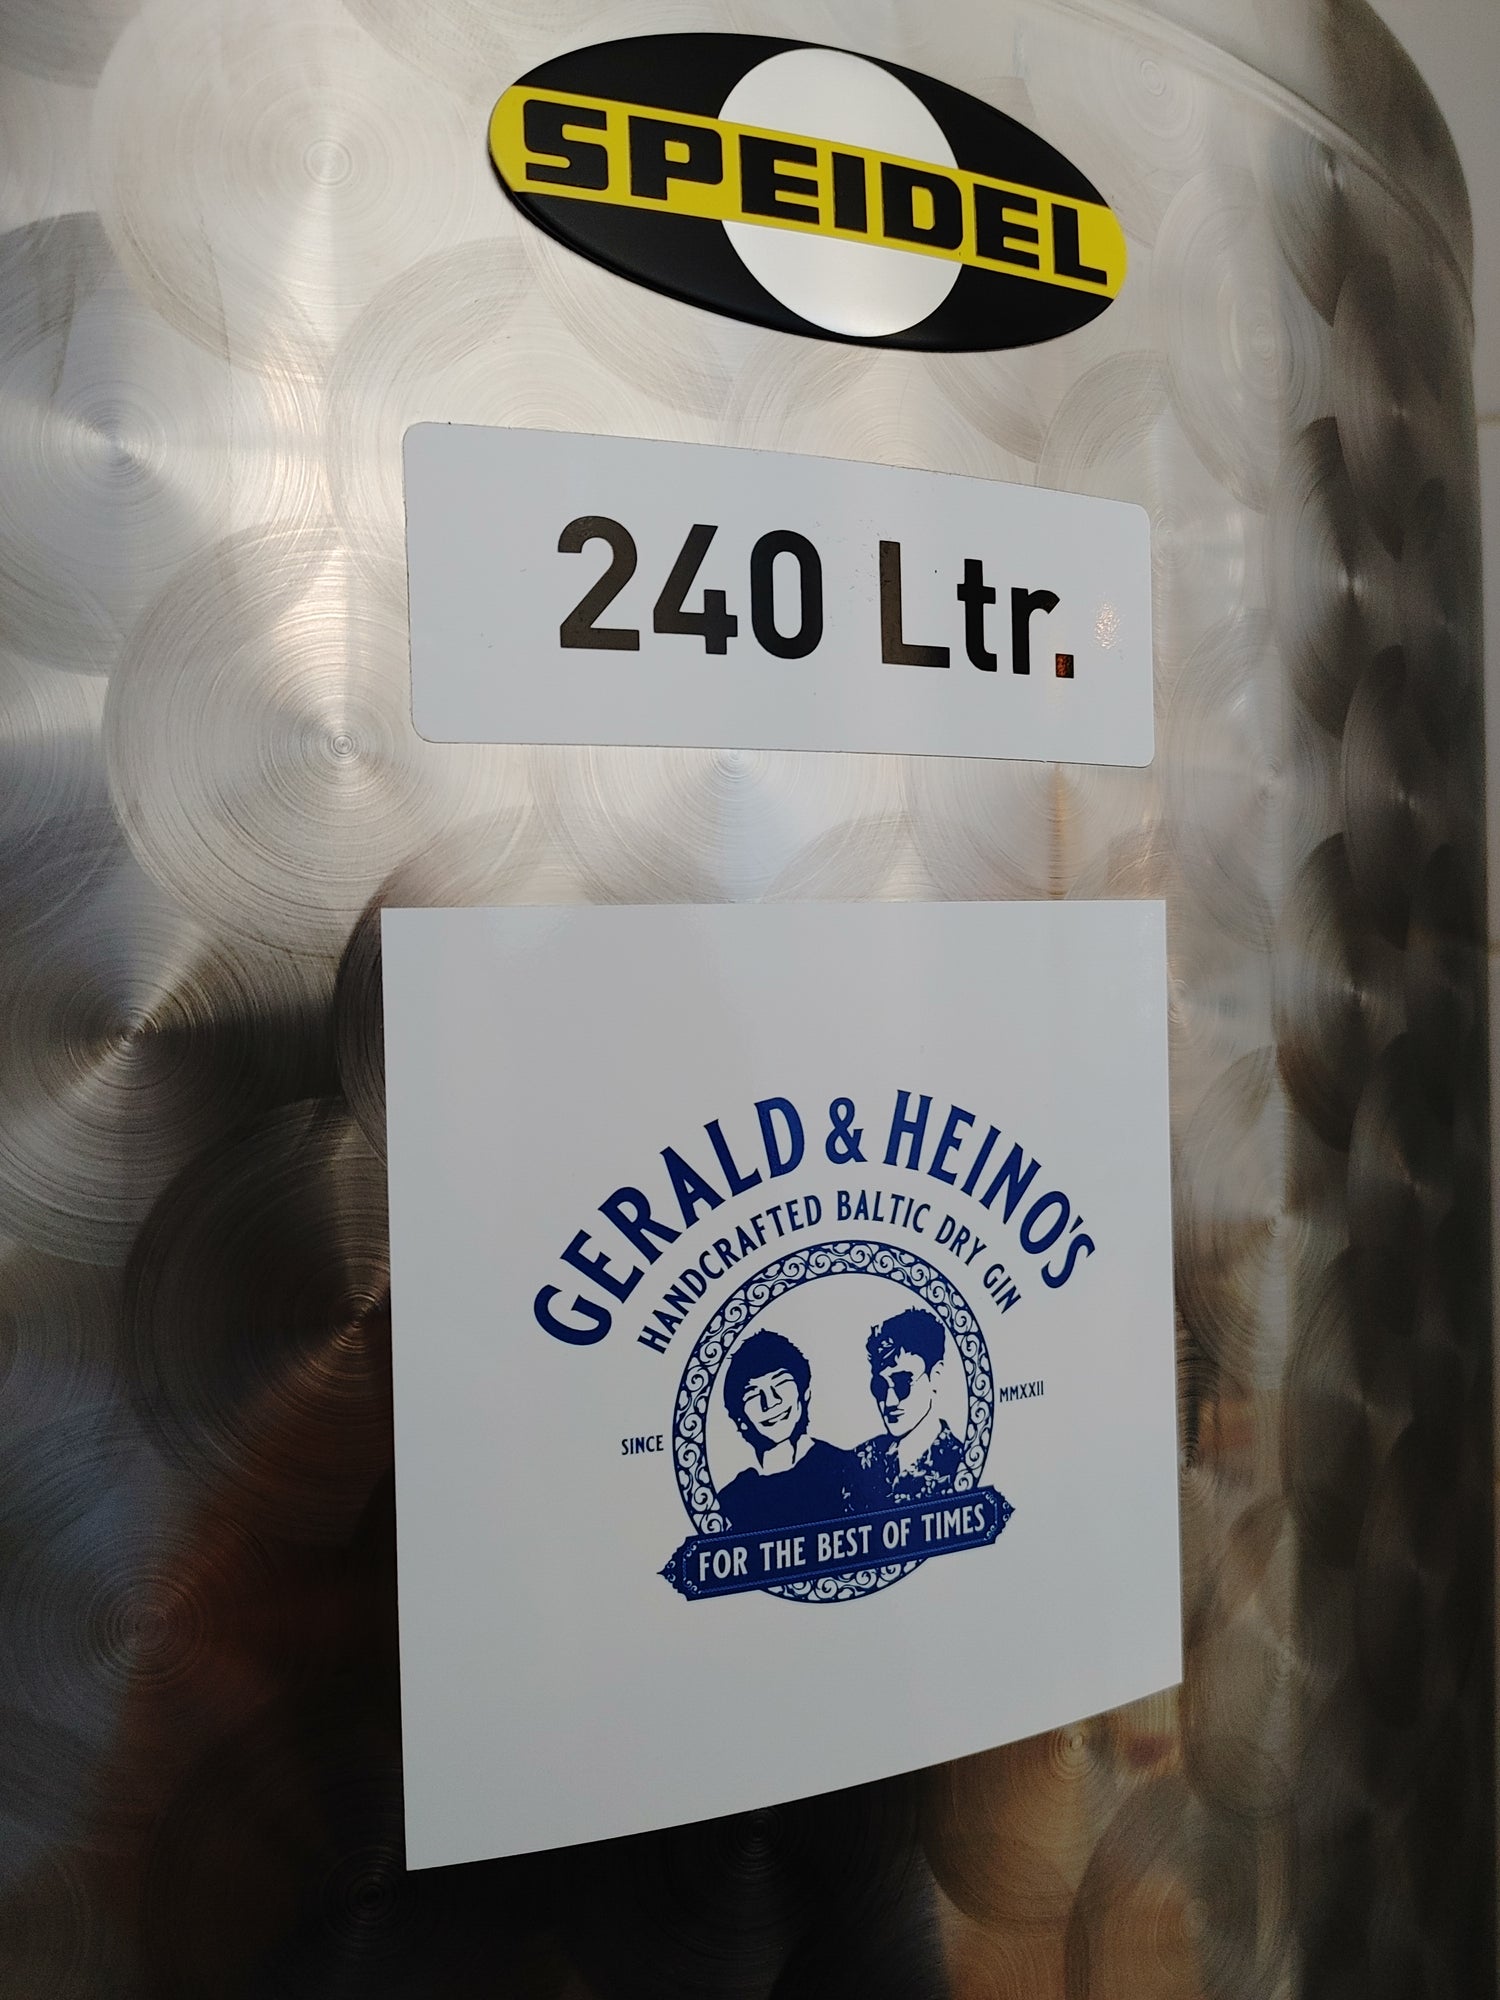 SPEIDEL
240 Ltr.
GERALD & HEINO'S
HANDCRAFTED BALTIC DRY GIN
SINCE
MMXXII
FOR THE BEST OF TIMES